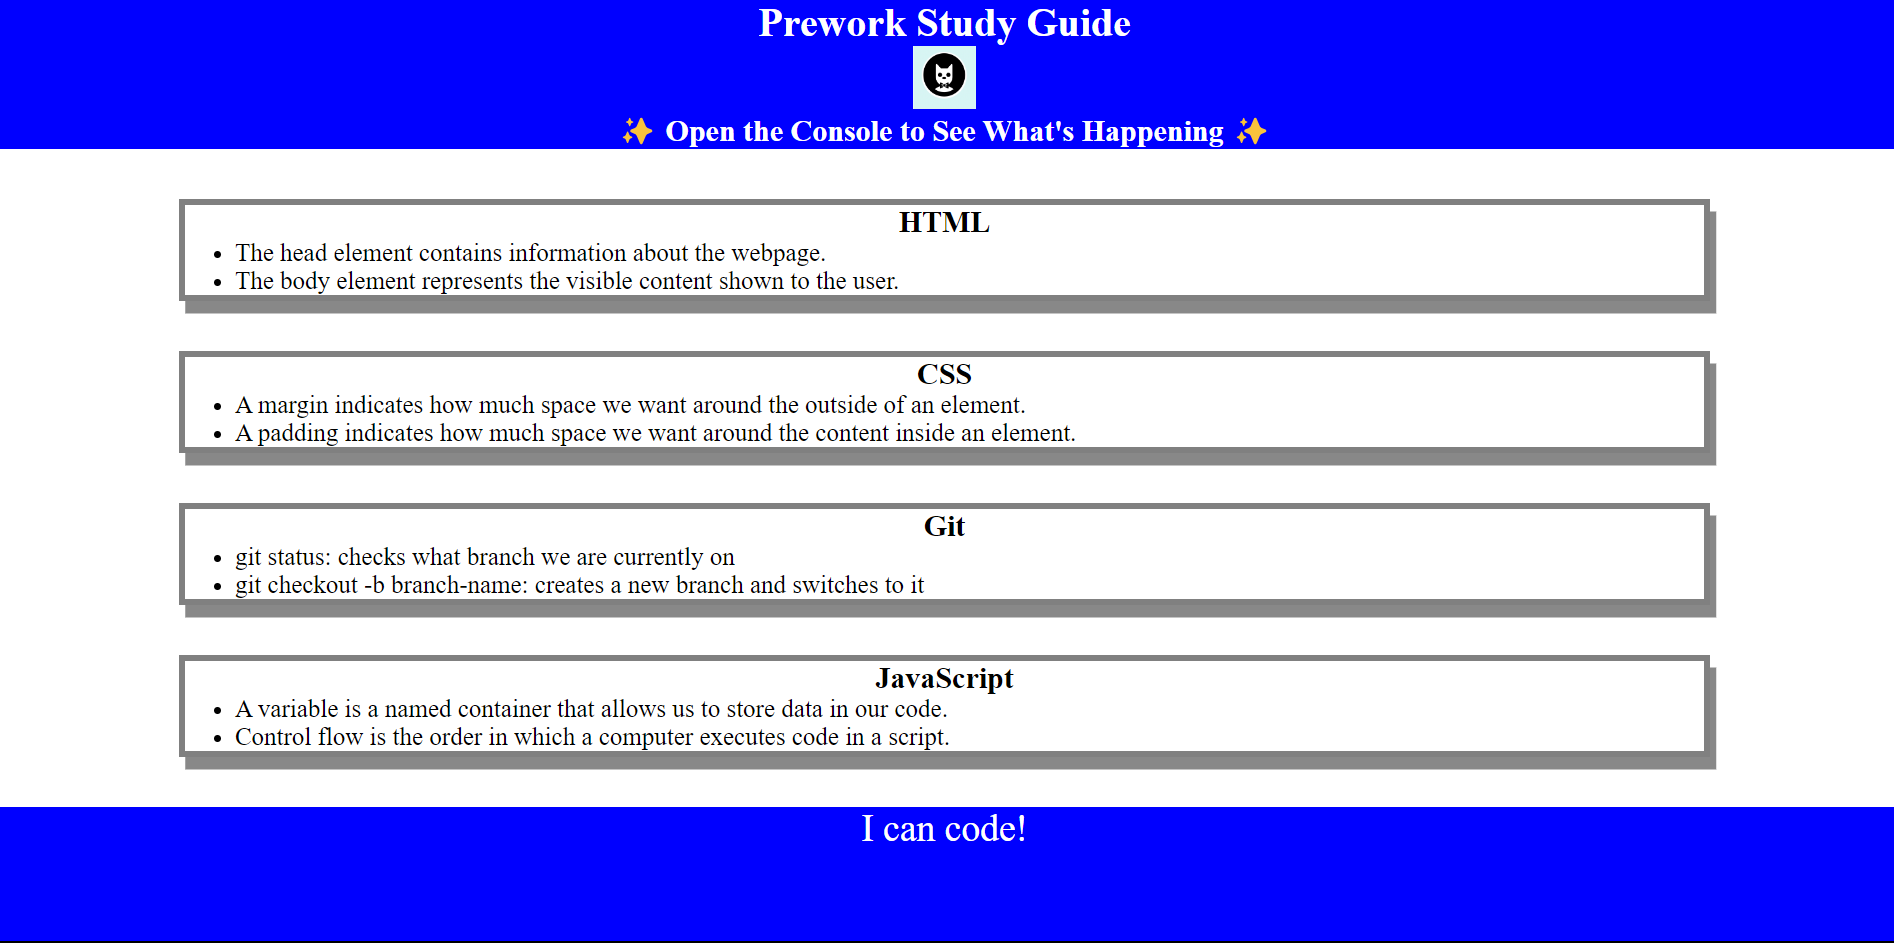 Prework Study Guide
✨ Open the Console to See What's Happening ✨
HTML
• The head element contains information about the webpage.
• The body element represents the visible content shown to the user.
CSS
• A margin indicates how much space we want around the outside of an element.
• A padding indicates how much space we want around the content inside an element.
Git
• git status: checks what branch we are currently on
• git checkout -b branch-name: creates a new branch and switches to it
JavaScript
• A variable is a named container that allows us to store data in our code.
• Control flow is the order in which a computer executes code in a script.
I can code!